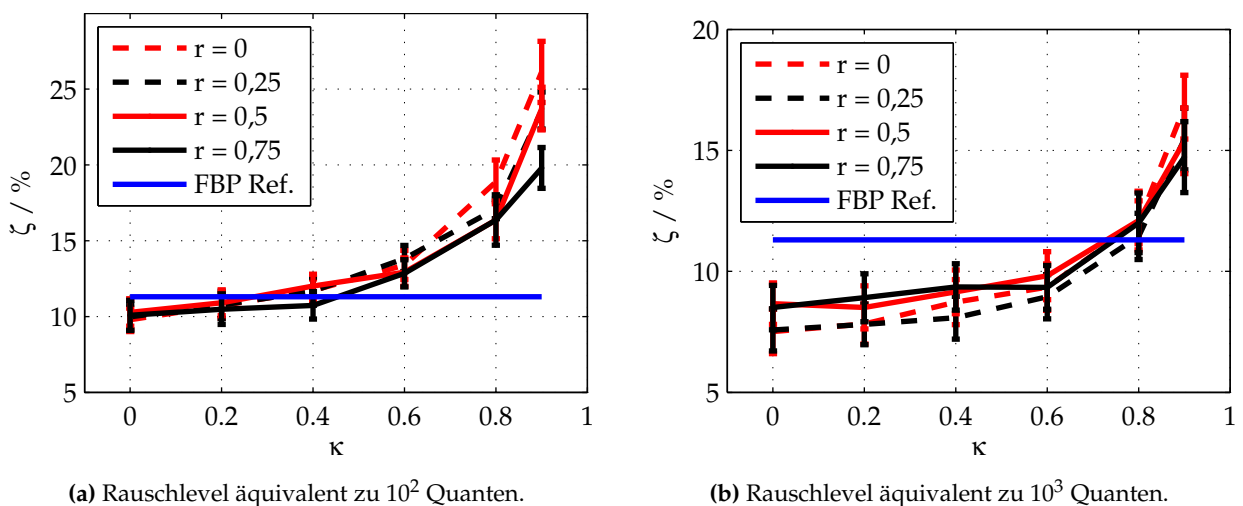 ζ / %
25
20
15
10
5
r = 0
r = 0,25
r = 0,5
r = 0,75
FBP Ref.
0 0.2 0.4 0.6 0.8 1
κ
(a) Rauschlevel äquivalent zu 10² Quanten.
ζ / %
20
15
10
5
r = 0
r = 0,25
r = 0,5
r = 0,75
FBP Ref.
0 0.2 0.4 0.6 0.8 1
κ
(b) Rauschlevel äquivalent zu 10³ Quanten.